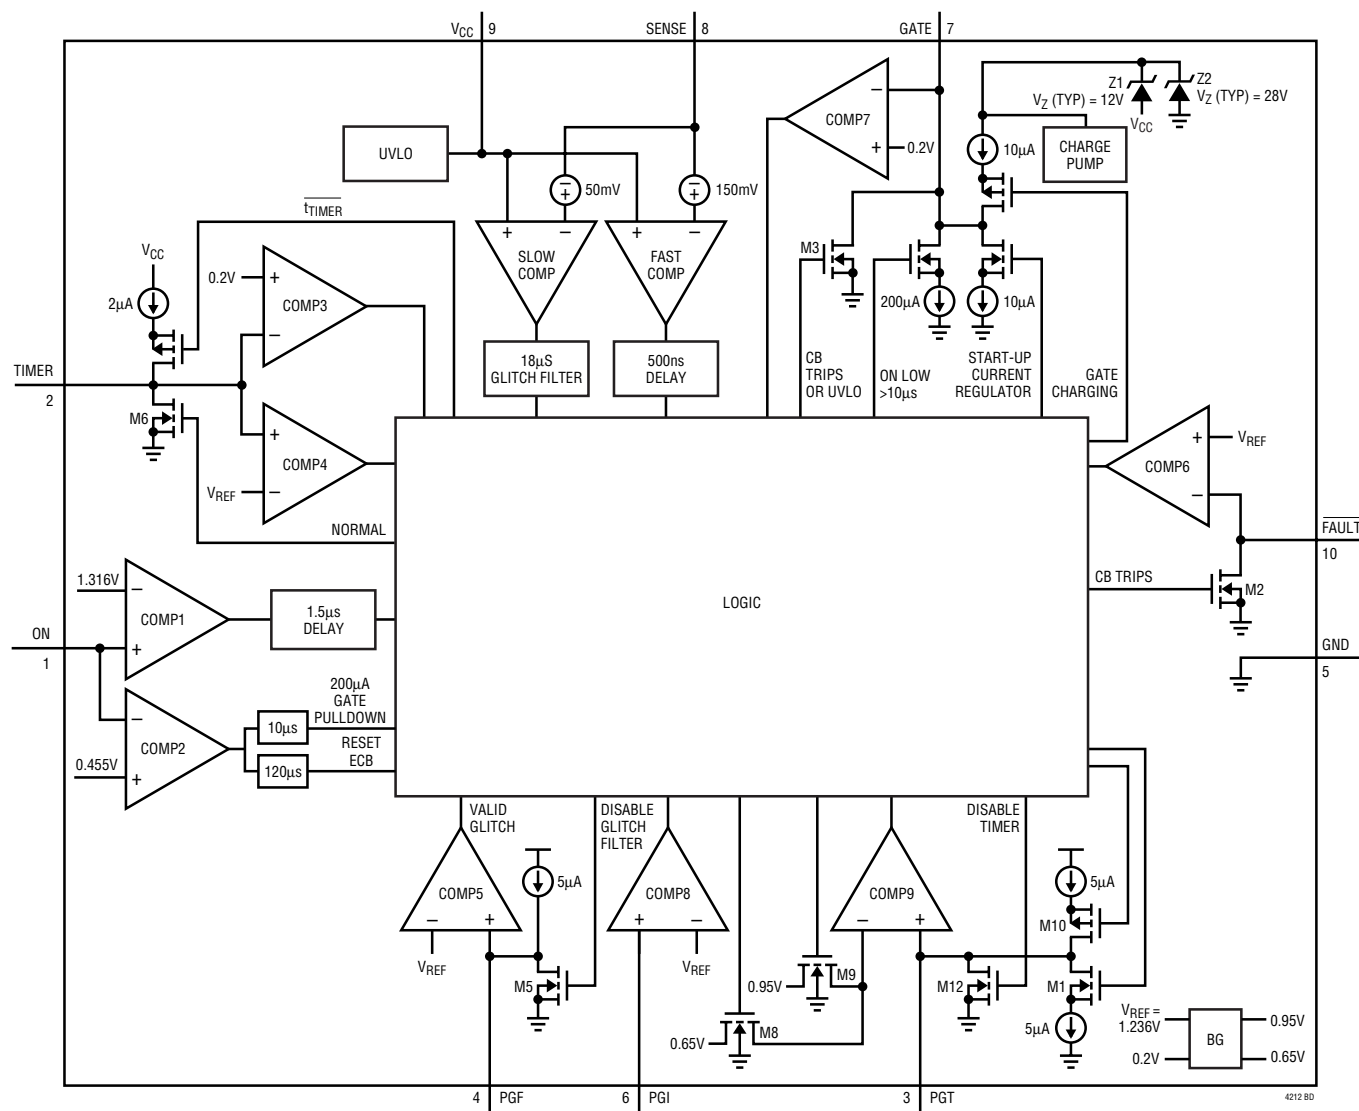 VCC 9
SENSE 8
GATE 7
Z1
VZ (TYP) = 12V
VCC
Z2
VZ (TYP) = 28V
COMP7
−
+
0.2V
10µA
CHARGE
PUMP
UVLO
−
+
50mV
−
+
150mV
tTIMER
VCC
2µA
0.2V
+
−
COMP3
+
−
SLOW
COMP
+
−
FAST
COMP
M3
200µA
10µA
18µS
GLITCH FILTER
500ns
DELAY
CB
TRIPS
OR UVLO
ON LOW
>10µs
START-UP
CURRENT
REGULATOR
GATE
CHARGING
TIMER
2
M6
+
−
COMP4
VREF
NORMAL
COMP6
+
−
VREF
FAULT
10
CB TRIPS
M2
LOGIC
1.316V
−
+
COMP1
1.5µs
DELAY
ON
1
GND
5
−
+
COMP2
0.455V
10µs
120µs
200µA
GATE
PULLDOWN
RESET
ECB
VALID
GLITCH
DISABLE
GLITCH
FILTER
DISABLE
TIMER
COMP5
−
+
VREF
5µA
M5
COMP8
+
−
VREF
COMP9
−
+
5µA
M10
0.95V
M9
M12
M1
0.65V
M8
5µA
VREF =
1.236V
0.2V
BG
0.95V
0.65V
4 PGF
6 PGI
3 PGT
4212 BD